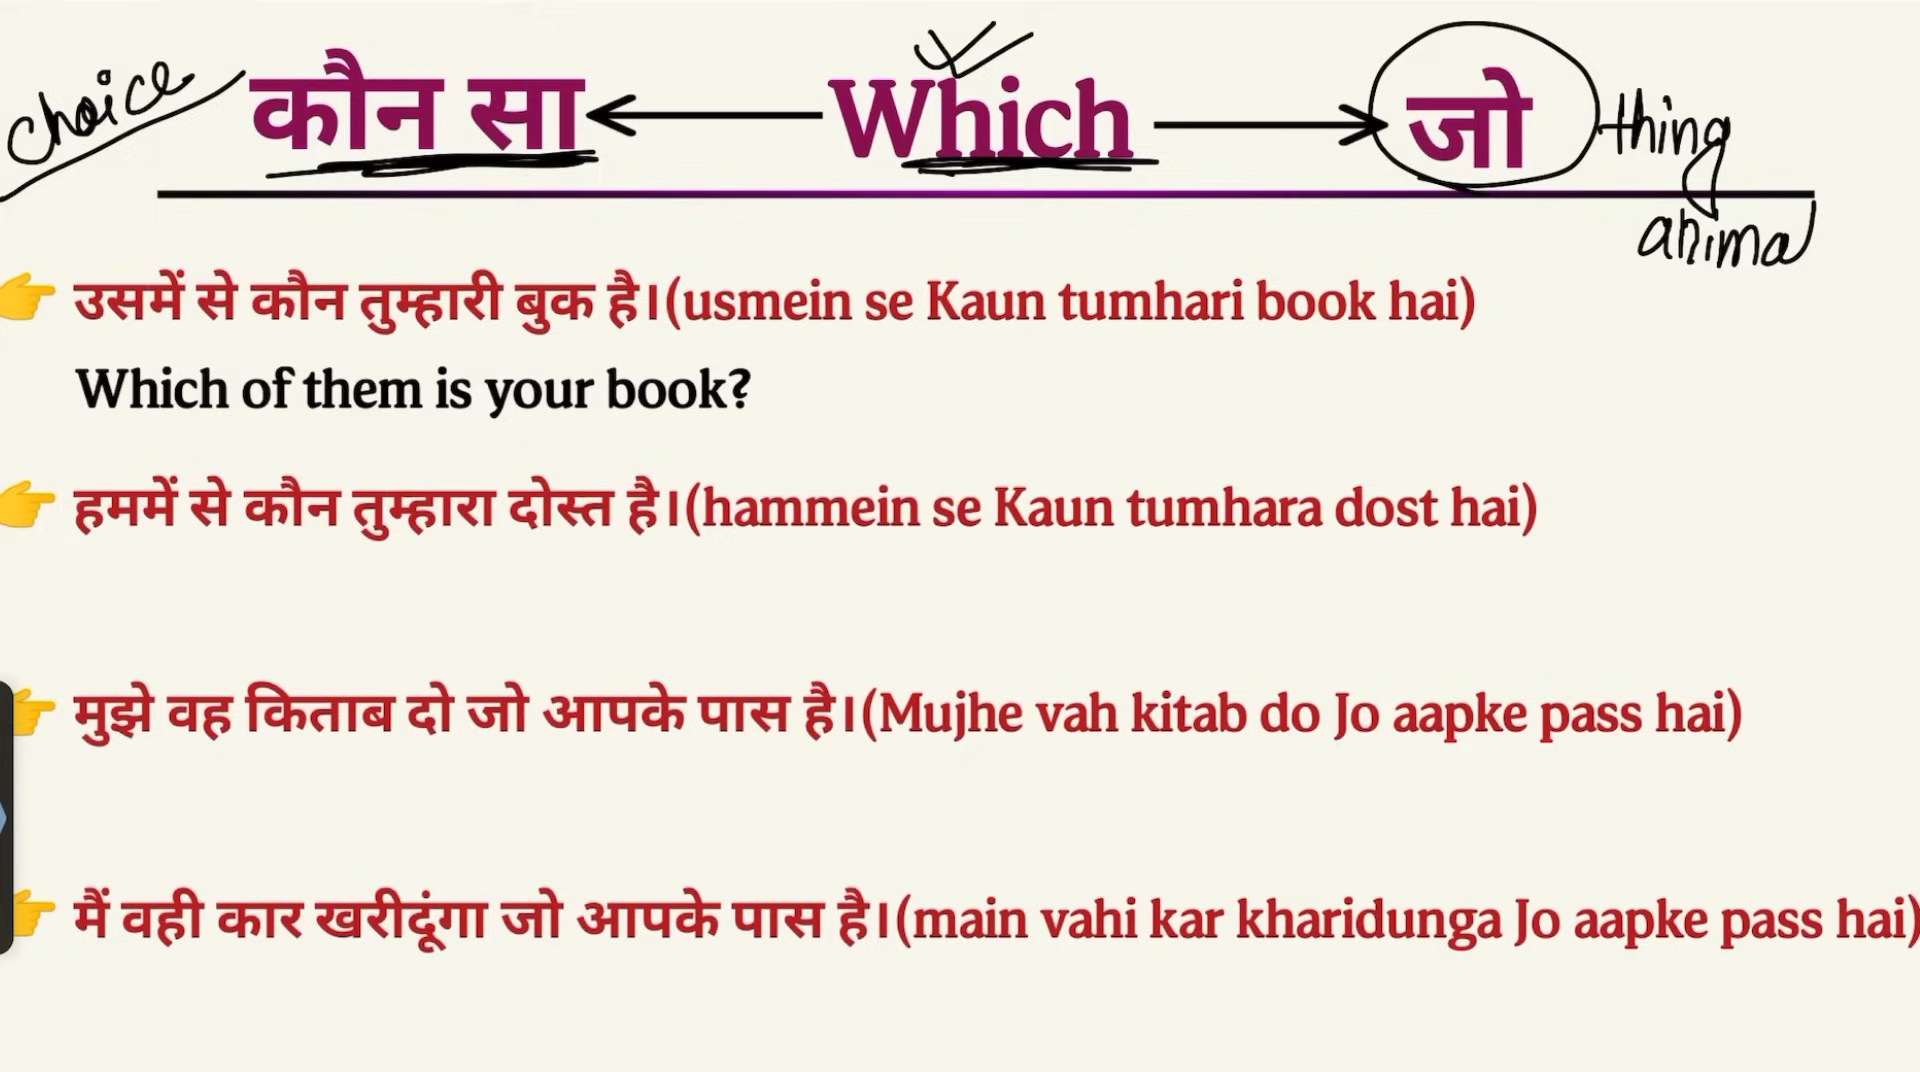 choice कौन सा Which जो thing
animal
उसमें से कौन तुम्हारी बुक है।(usmein se Kaun tumhari book hai)
Which of them is your book?
हममें से कौन तुम्हारा दोस्त है।(hammein se Kaun tumhara dost hai)
मुझे वह किताब दो जो आपके पास है।(Mujhe vah kitab do Jo aapke pass hai)
मैं वही कार खरीदूंगा जो आपके पास है।(main vahi kar kharidunga Jo aapke pass hai)